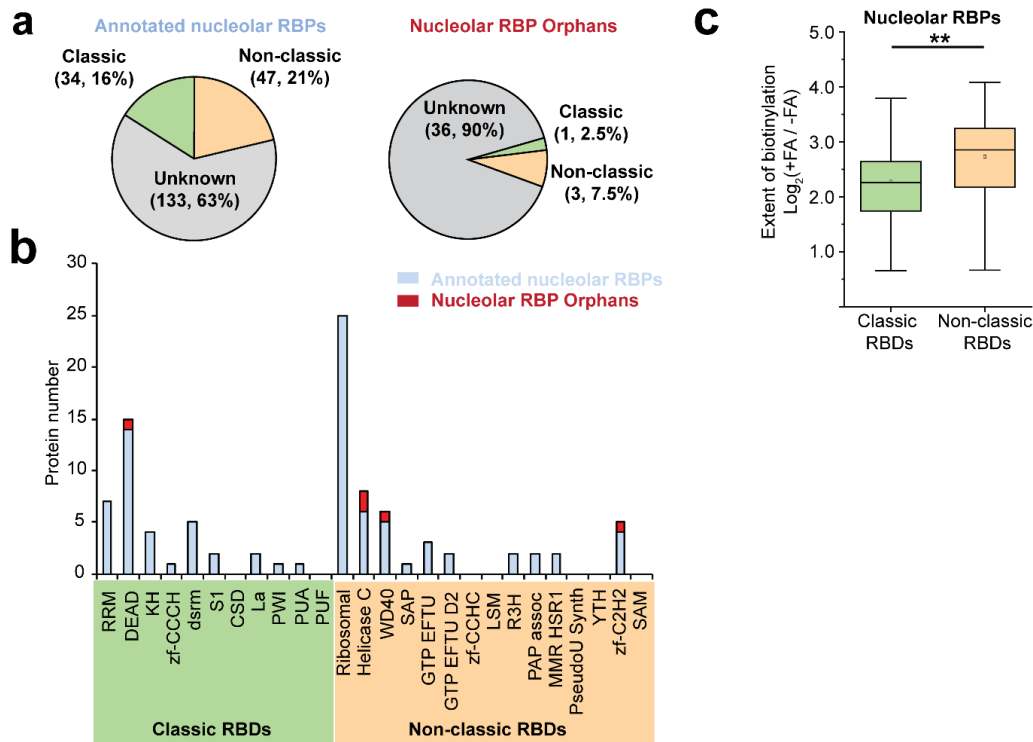 a
Annotated nucleolar RBPs
Classic
(34, 16%)
Non-classic
(47, 21%)
Unknown
(133, 63%)
Nucleolar RBP Orphans
Unknown
(36, 90%)
Classic
(1, 2.5%)
Non-classic
(3, 7.5%)
b
Protein number
30
25
20
15
10
5
0
Annotated nucleolar RBPs
Nucleolar RBP Orphans
RRM
DEAD
KH
zf-CCCH
dsrm
S1
CSD
La
PWI
PUA
PUF
Ribosomal
Helicase C
WD40
SAP
GTP EFTU
GTP EFTU D2
zf-CCHC
LSM
R3H
PAP assoc
MMR HSR1
PseudoU Synth
YTH
zf-C2H2
SAM
Classic RBDs
Non-classic RBDs
c
Nucleolar RBPs
**
Extent of biotinylation
Log2(+FA / -FA)
5.0
4.0
3.0
2.0
1.0
Classic
RBDs
Non-classic
RBDs